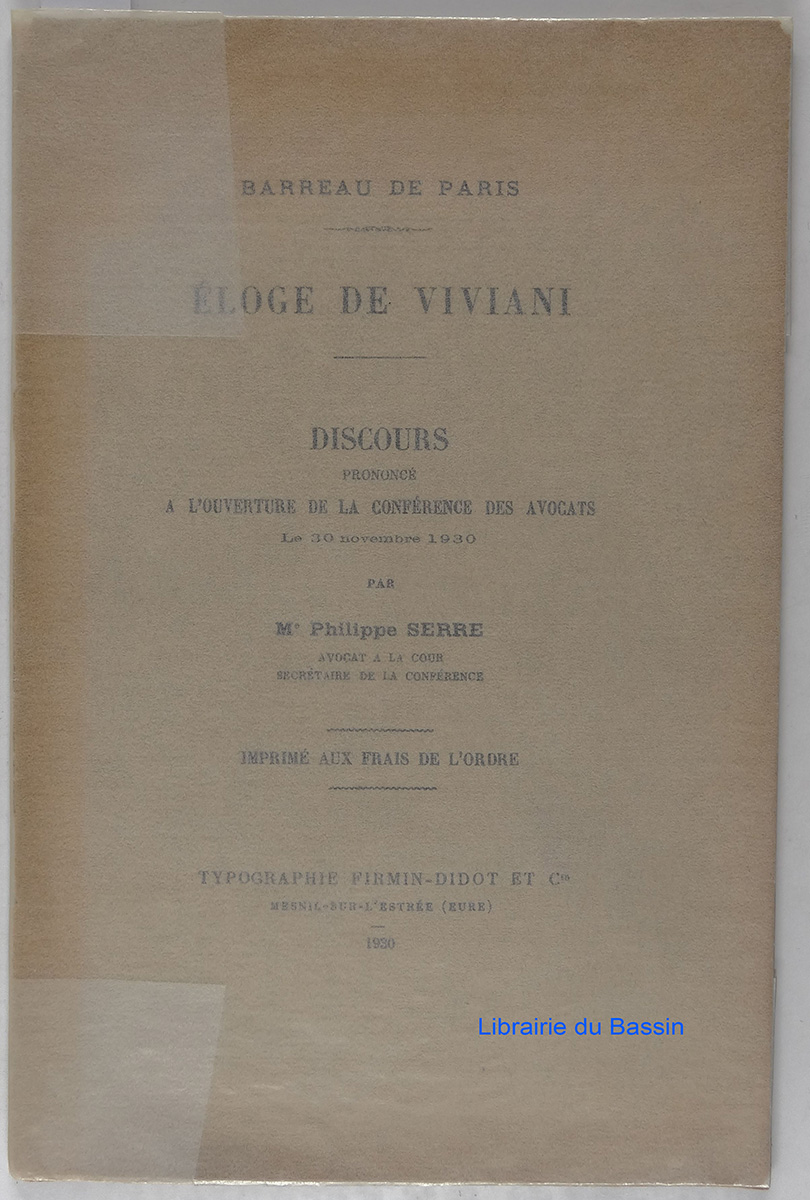 BARREAU DE PARIS
ÉLOGE DE VIVIANI
DISCOURS
PRONONCÉ
A L'OUVERTURE DE LA CONFÉRENCE DES AVOCATS
Le 30 novembre 1930
PAR
Mᵉ Philippe SERRE
AVOCAT A LA COUR
SECRÉTAIRE DE LA CONFÉRENCE
IMPRIMÉ AUX FRAIS DE L'ORDRE
TYPOGRAPHIE FIRMIN-DIDOT ET Cⁱᵉ
MESNIL-SUR-L'ESTRÉE (EURE)
1930
Librairie du Bassin